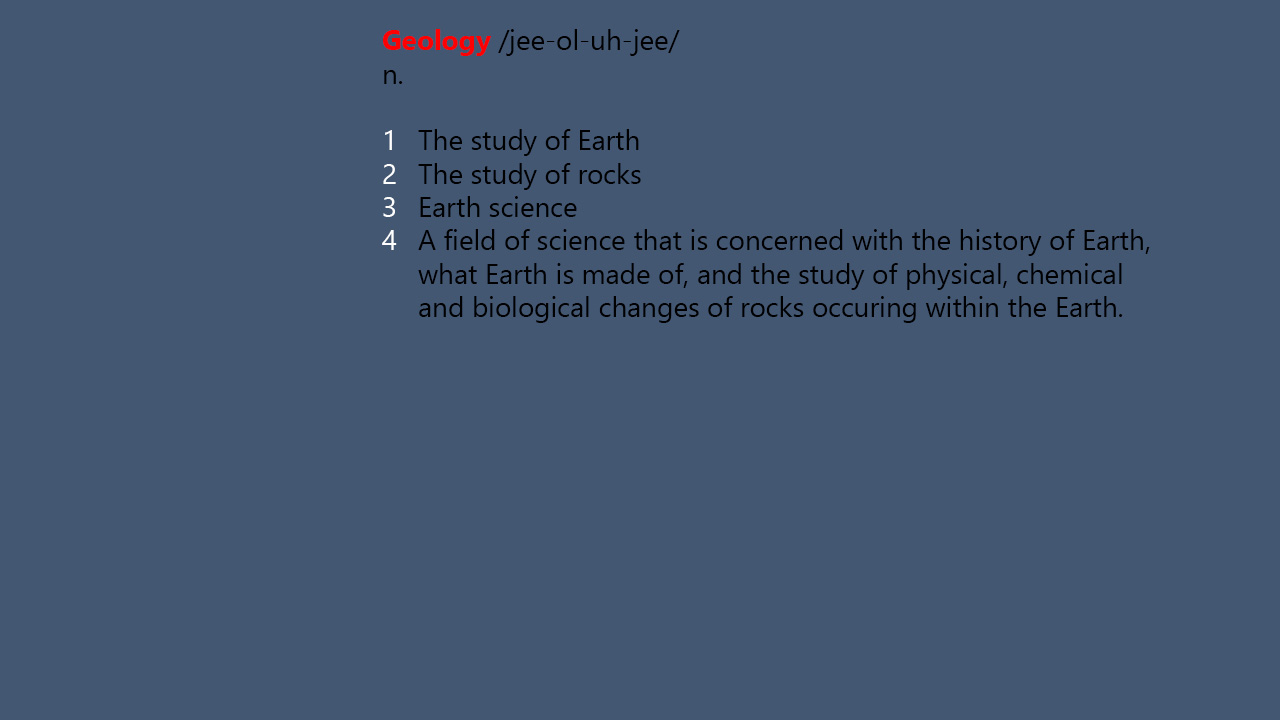 Geology /jee-ol-uh-jee/
n.
1 The study of Earth
2 The study of rocks
3 Earth science
4 A field of science that is concerned with the history of Earth,
what Earth is made of, and the study of physical, chemical
and biological changes of rocks occuring within the Earth.